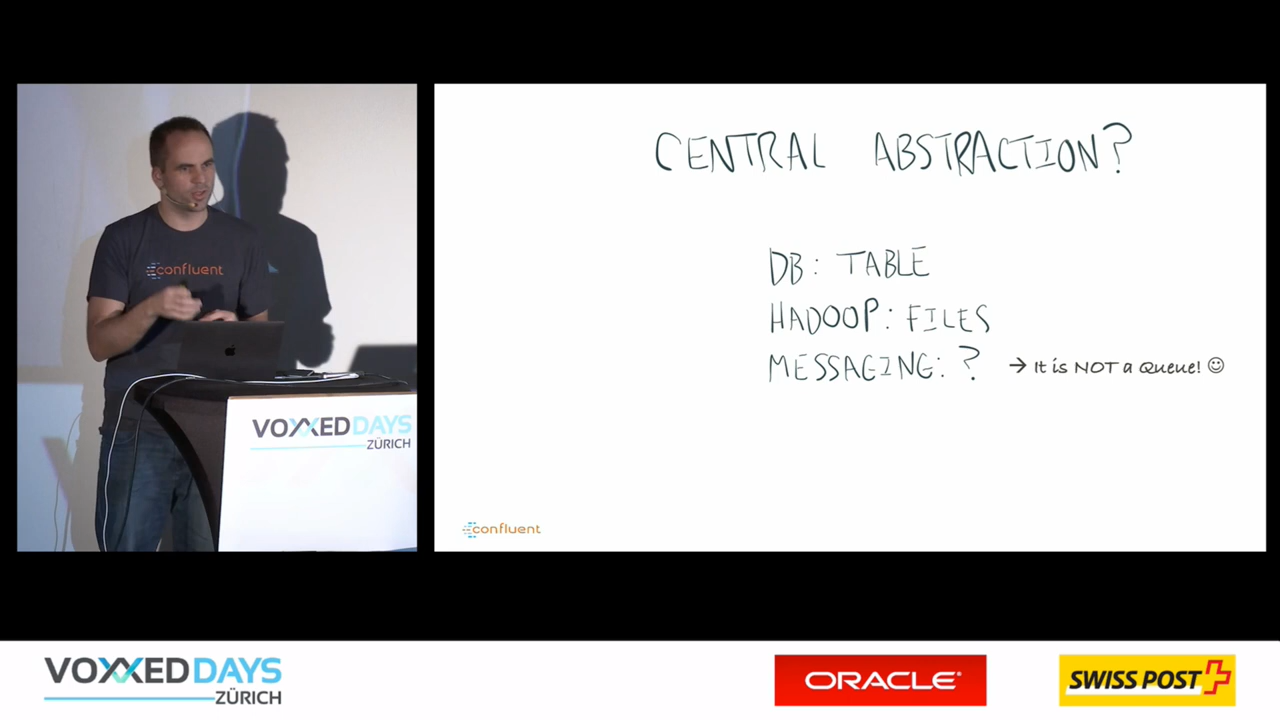 confluent
VOXXED DAYS
ZÜRICH
CENTRAL ABSTRACTION?
DB: TABLE
HADOOP: FILES
MESSAGING: ? → It is NOT a Queue! ☺
confluent
VOXXED DAYS
ZÜRICH
ORACLE®
SWISS POST